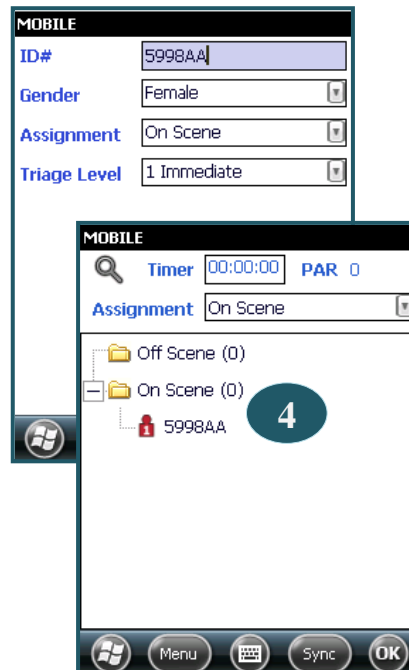 MOBILE
ID# 5998AA
Gender Female
Assignment On Scene
Triage Level 1 Immediate
MOBILE
Timer 00:00:00 PAR 0
Assignment On Scene
Off Scene (0)
On Scene (0)
1 5998AA
4
Menu Sync OK